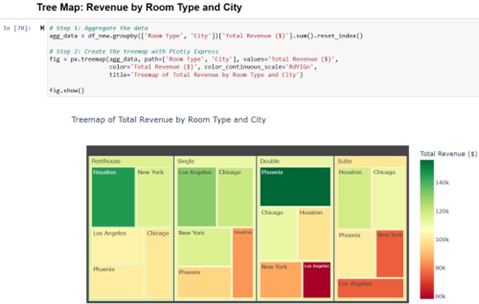 Tree Map: Revenue by Room Type and City
In [70]:
# Step 1: Aggregate the data
agg_data = df_new.groupby(['Room Type', 'City'])['Total Revenue ($)'].sum().reset_index()
# Step 2: Create the treemap with Plotly Express
fig = px.treemap(agg_data, path=['Room Type', 'City'], values='Total Revenue ($)',
color='Total Revenue ($)', color_continuous_scale='RdYlGn',
title='Treemap of Total Revenue by Room Type and City')
fig.show()
Treemap of Total Revenue by Room Type and City
Penthouse
Houston
New York
Los Angeles
Chicago
Phoenix
Single
Los Angeles
Chicago
New York
Houston
Phoenix
Double
Phoenix
Chicago
Houston
New York
Los Angeles
Suite
Houston
Chicago
Phoenix
New York
Los Angeles
Total Revenue ($)
140k
120k
100k
80k
60k